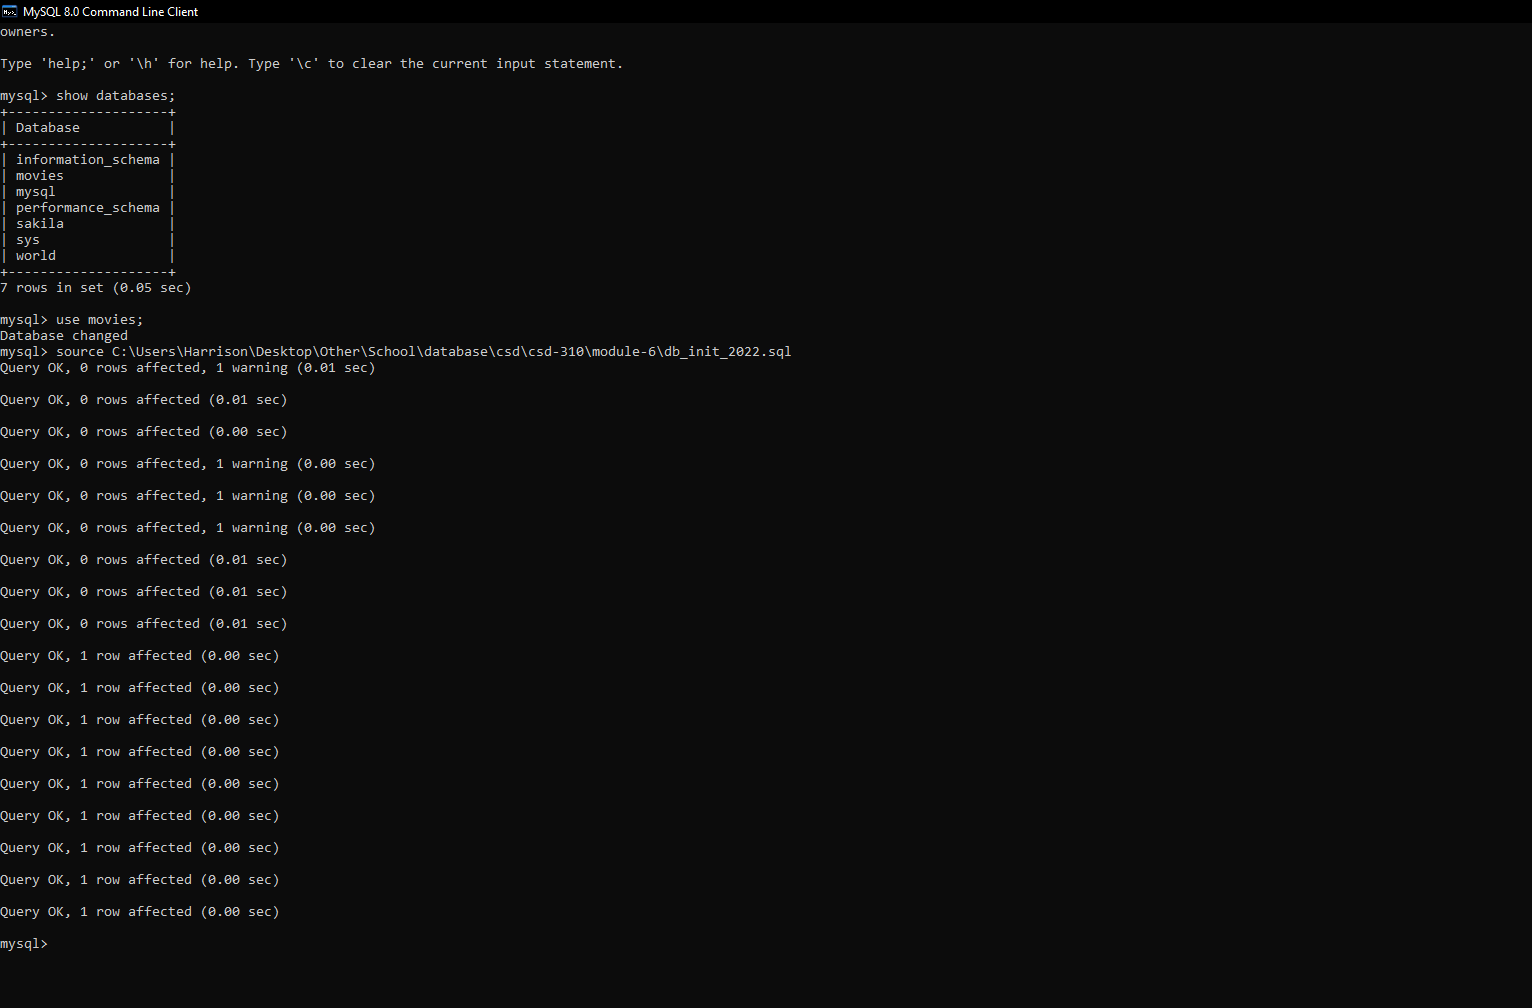 MySQL 8.0 Command Line Client
owners.
Type 'help;' or '\h' for help. Type '\c' to clear the current input statement.
mysql> show databases;
+--------------------+
| Database           |
+--------------------+
| information_schema |
| movies             |
| mysql              |
| performance_schema |
| sakila             |
| sys                |
| world              |
+--------------------+
7 rows in set (0.05 sec)
mysql> use movies;
Database changed
mysql> source C:\Users\Harrison\Desktop\Other\School\database\csd\csd-310\module-6\db_init_2022.sql
Query OK, 0 rows affected, 1 warning (0.01 sec)
Query OK, 0 rows affected (0.01 sec)
Query OK, 0 rows affected (0.00 sec)
Query OK, 0 rows affected, 1 warning (0.00 sec)
Query OK, 0 rows affected, 1 warning (0.00 sec)
Query OK, 0 rows affected, 1 warning (0.00 sec)
Query OK, 0 rows affected (0.01 sec)
Query OK, 0 rows affected (0.01 sec)
Query OK, 0 rows affected (0.01 sec)
Query OK, 1 row affected (0.00 sec)
Query OK, 1 row affected (0.00 sec)
Query OK, 1 row affected (0.00 sec)
Query OK, 1 row affected (0.00 sec)
Query OK, 1 row affected (0.00 sec)
Query OK, 1 row affected (0.00 sec)
Query OK, 1 row affected (0.00 sec)
Query OK, 1 row affected (0.00 sec)
Query OK, 1 row affected (0.00 sec)
mysql>